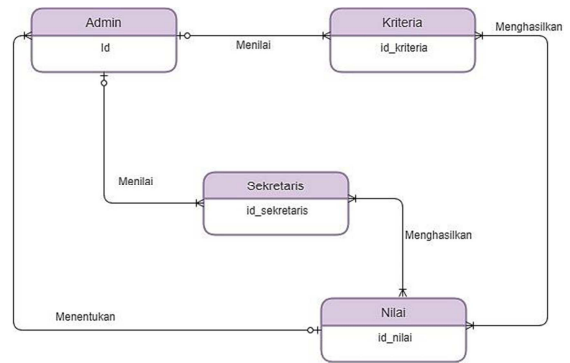 Admin
Id
Menilai
Kriteria
id_kriteria
Menghasilkan
Menilai
Sekretaris
id_sekretaris
Menghasilkan
Menentukan
Nilai
id_nilai